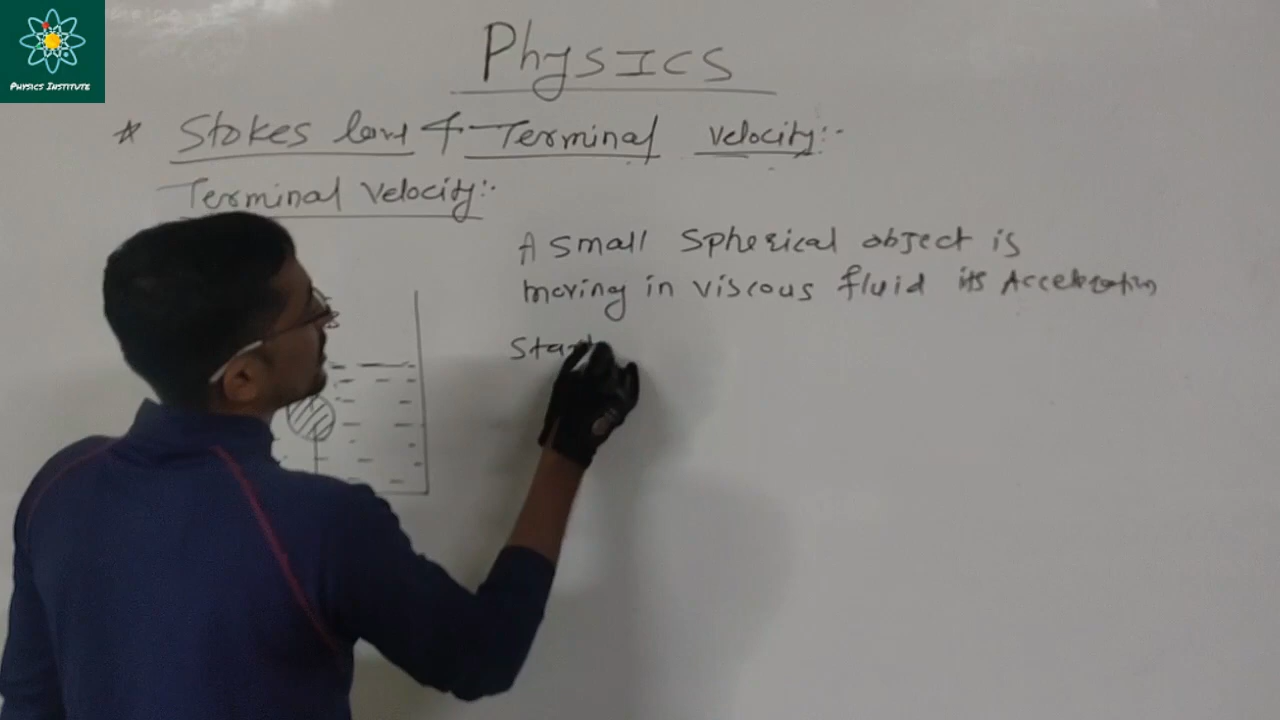 PHYSICS INSTITUTE
Physics
* Stokes law & Terminal velocity:-
Terminal Velocity:-
A small spherical object is
moving in viscous fluid its Acceleration
Start